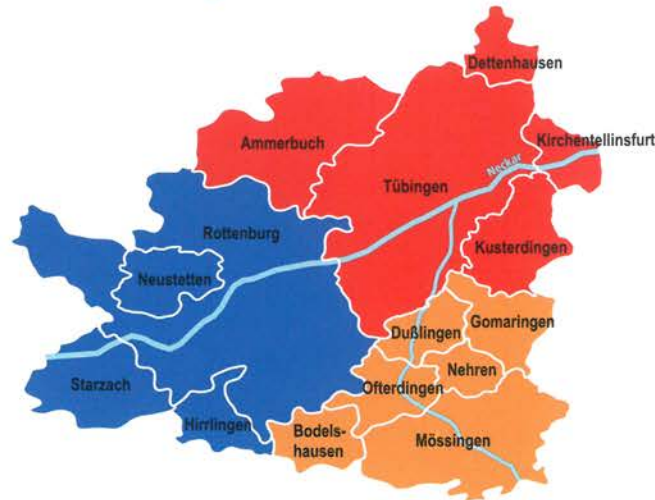 Dettenhausen
Ammerbuch
Kirchentellinsfurt
Neckar
Tübingen
Rottenburg
Kusterdingen
Neustetten
Dußlingen
Gomaringen
Nehren
Starzach
Ofterdingen
Hirrlingen
Bodels-
hausen
Mössingen